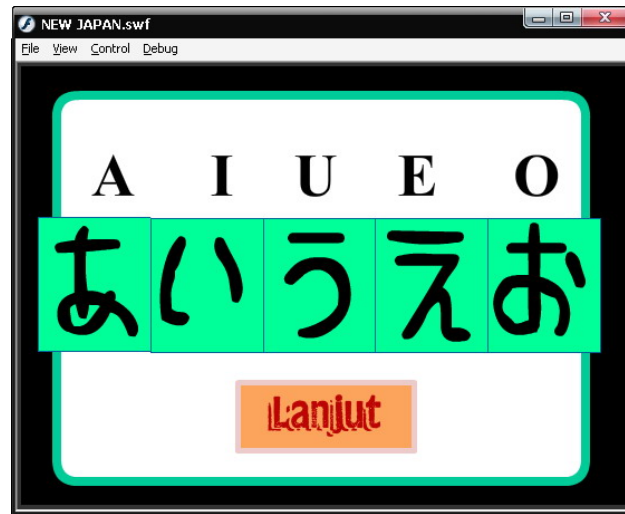 NEW JAPAN.swf
File View Control Debug
A I U E O
あ い う え お
Lanjut